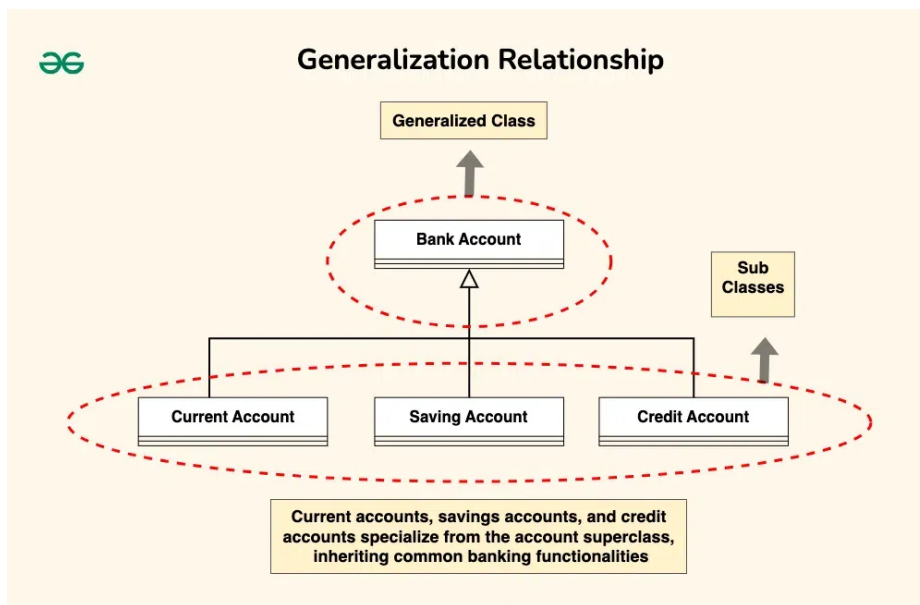 Generalization Relationship
Generalized Class
Bank Account
Sub
Classes
Current Account
Saving Account
Credit Account
Current accounts, savings accounts, and credit
accounts specialize from the account superclass,
inheriting common banking functionalities